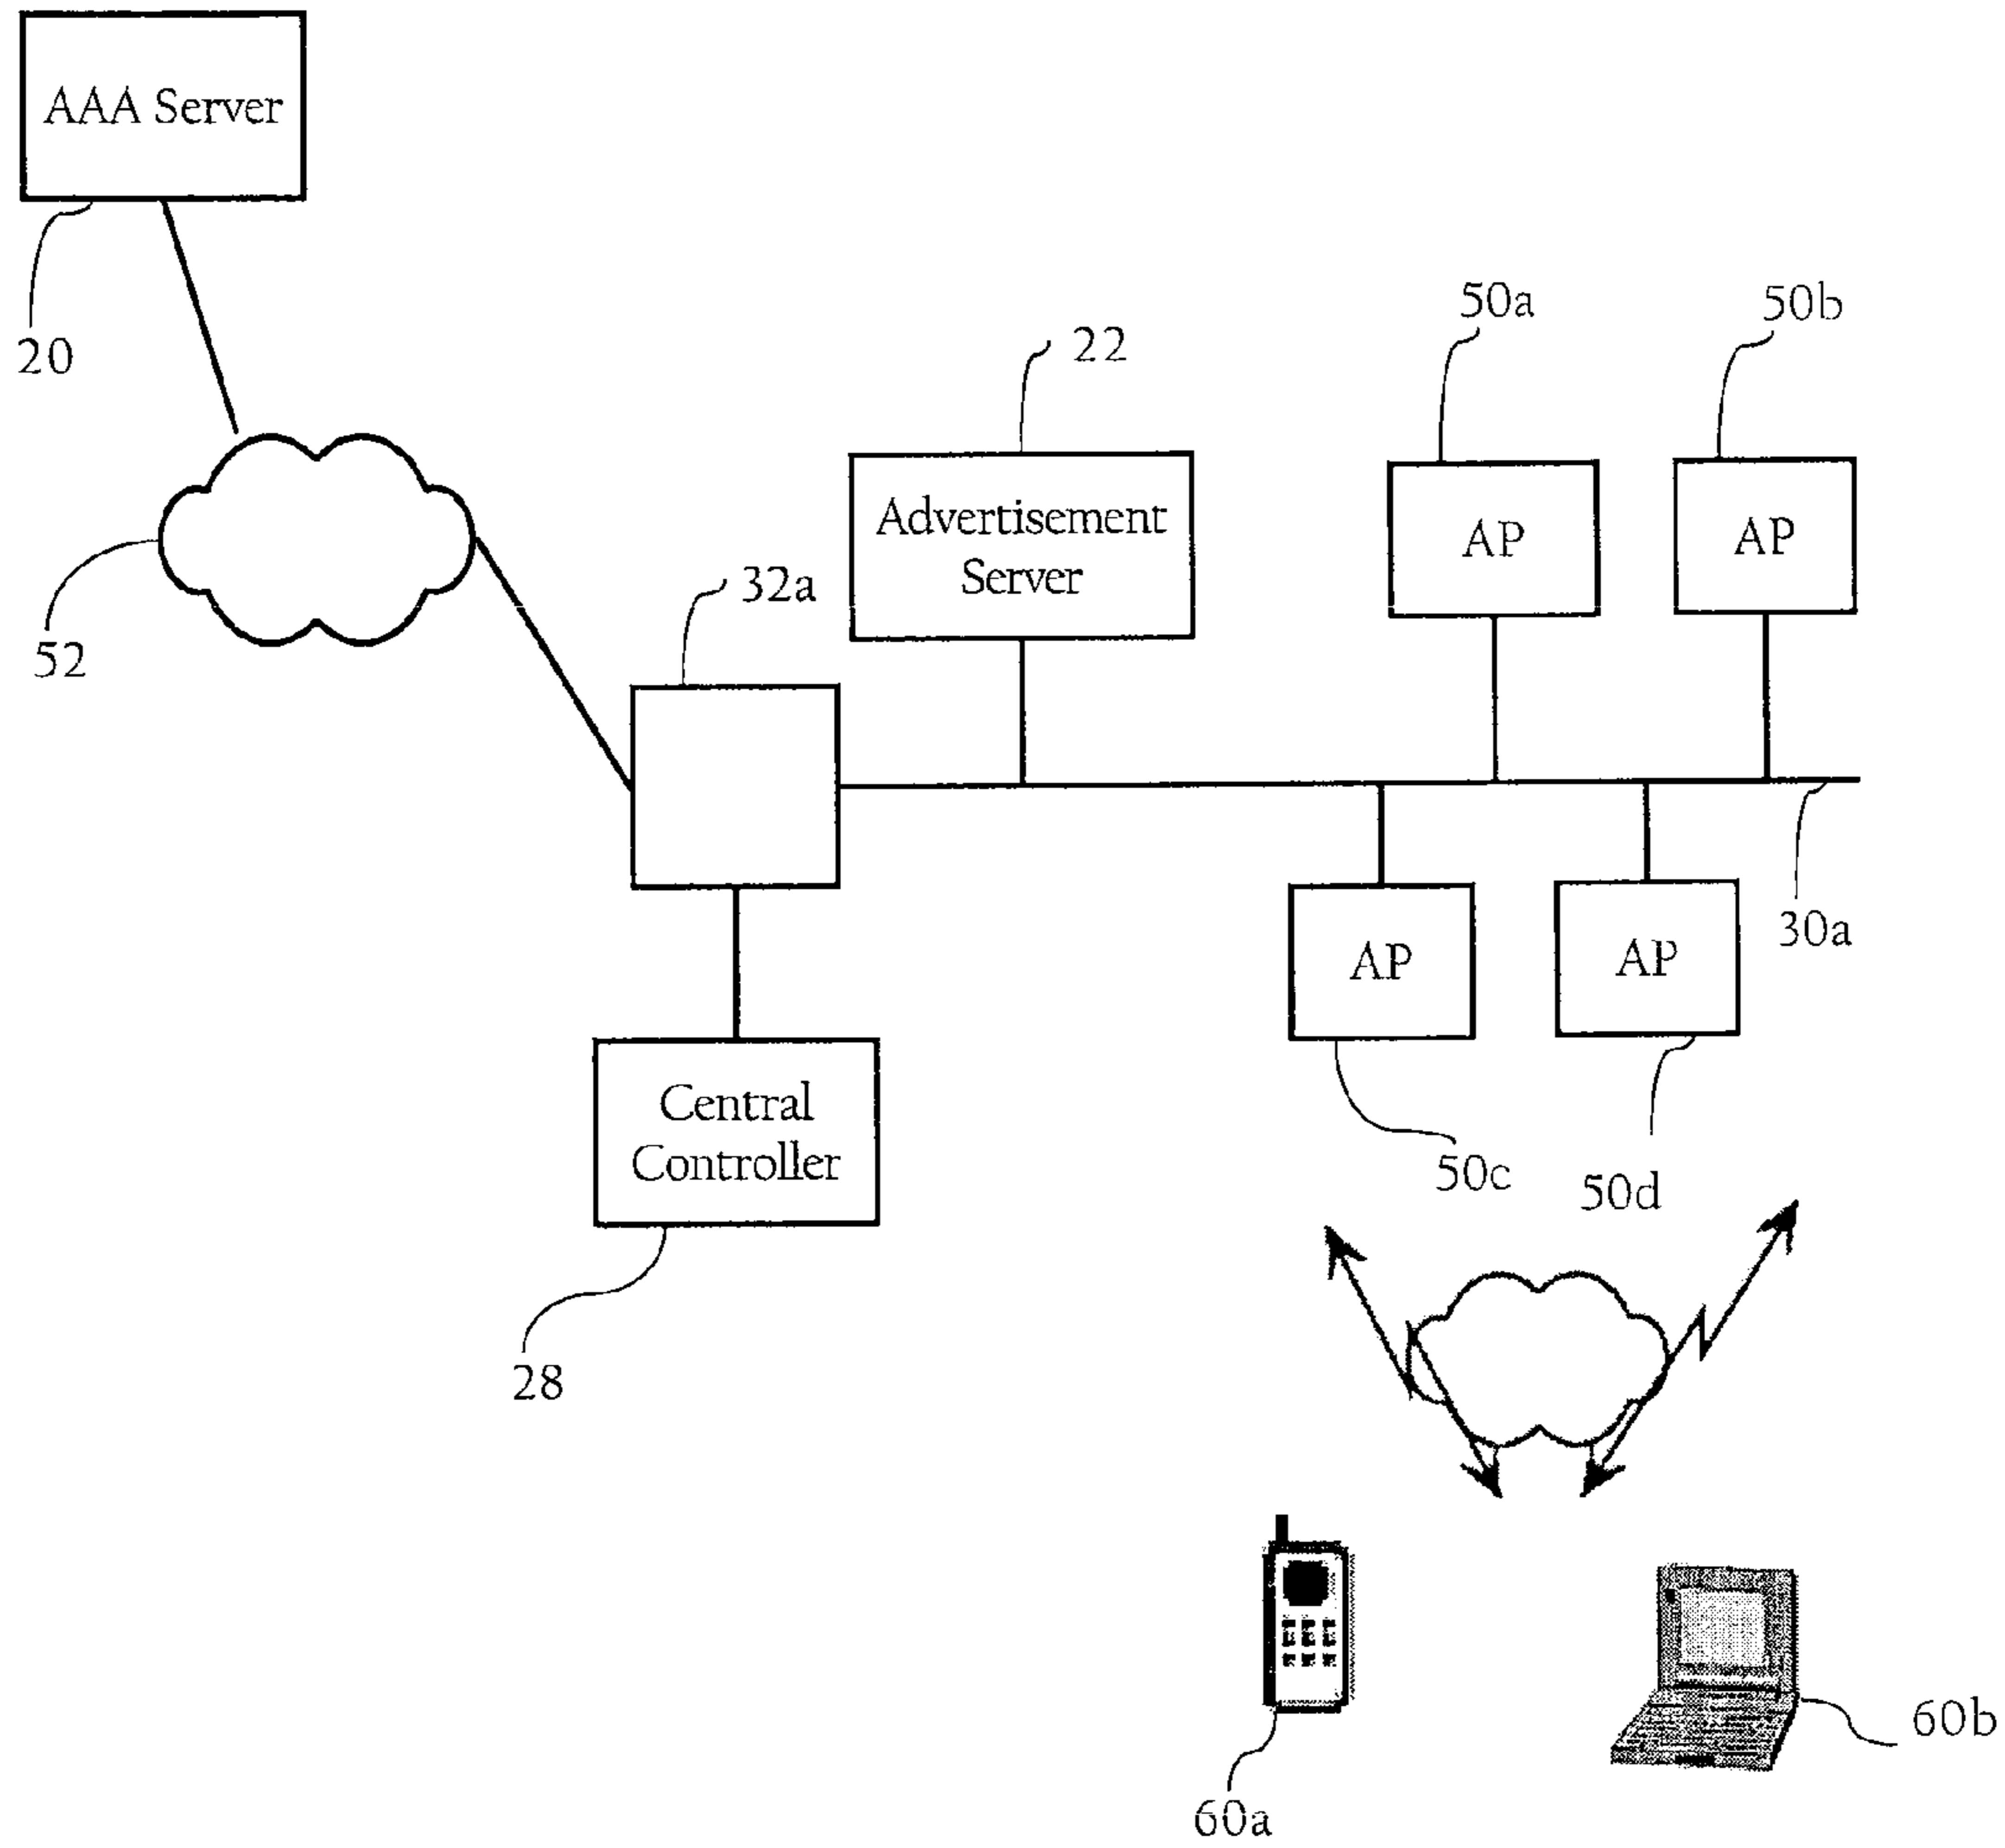 AAA Server
20
50a
50b
22
Advertisement
Server
AP
AP
32a
52
30a
AP
AP
Central
Controller
50c
50d
28
60a
60b